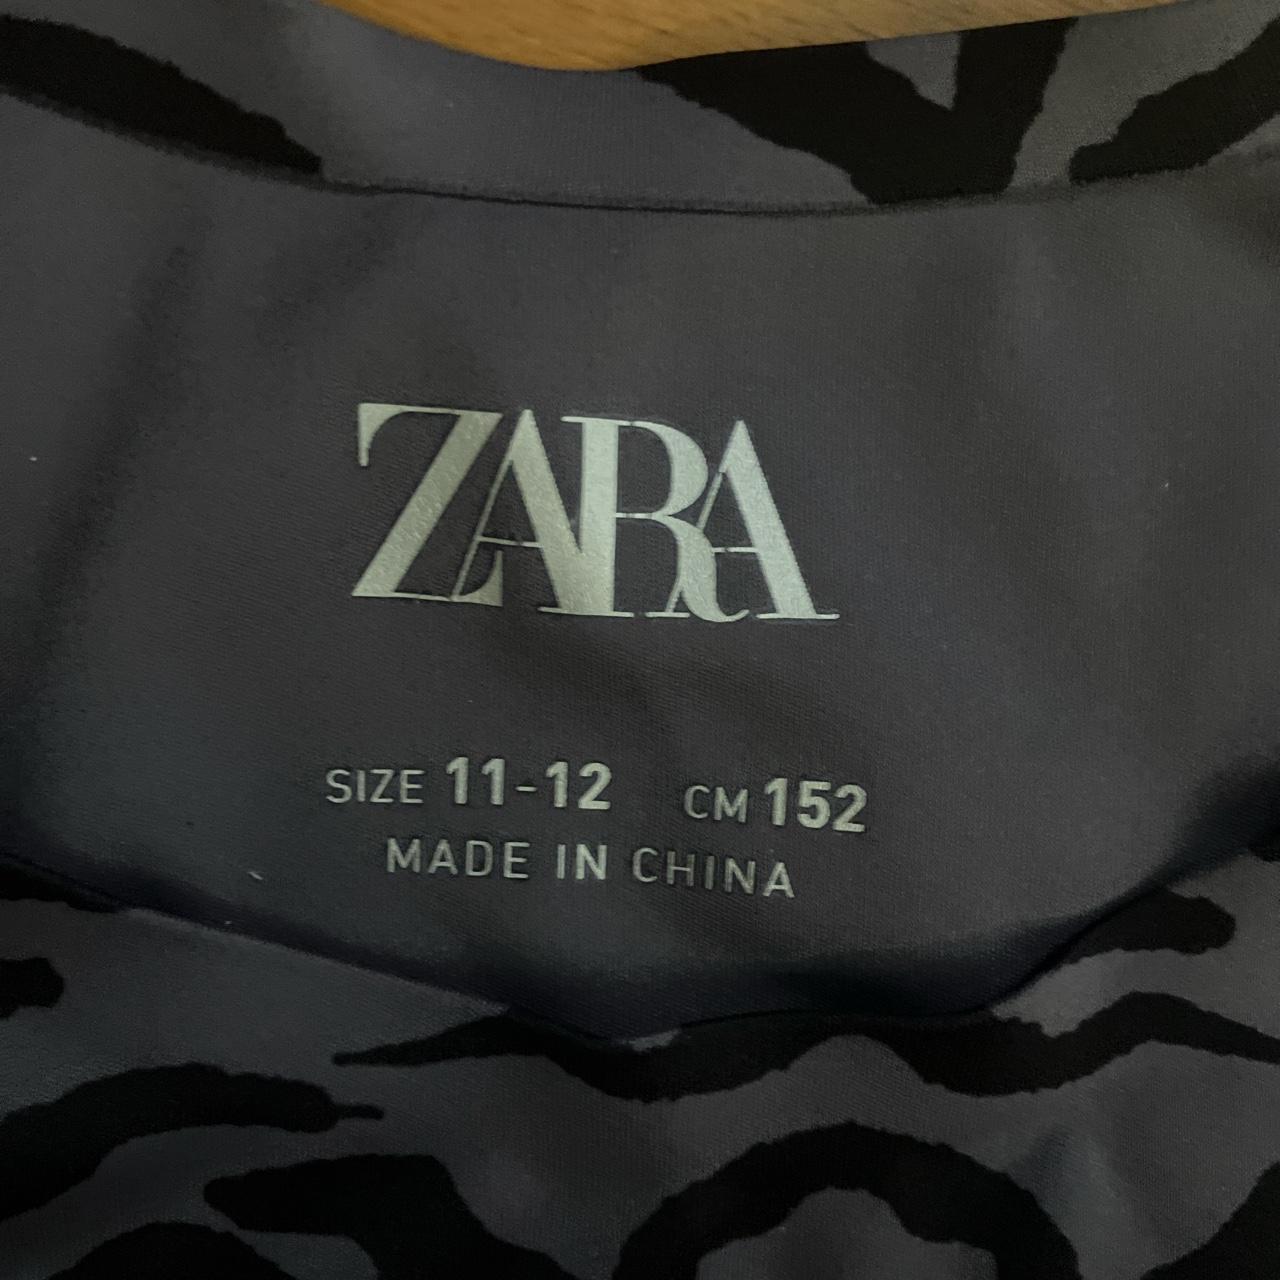 ZARA
SIZE 11-12 CM 152
MADE IN CHINA